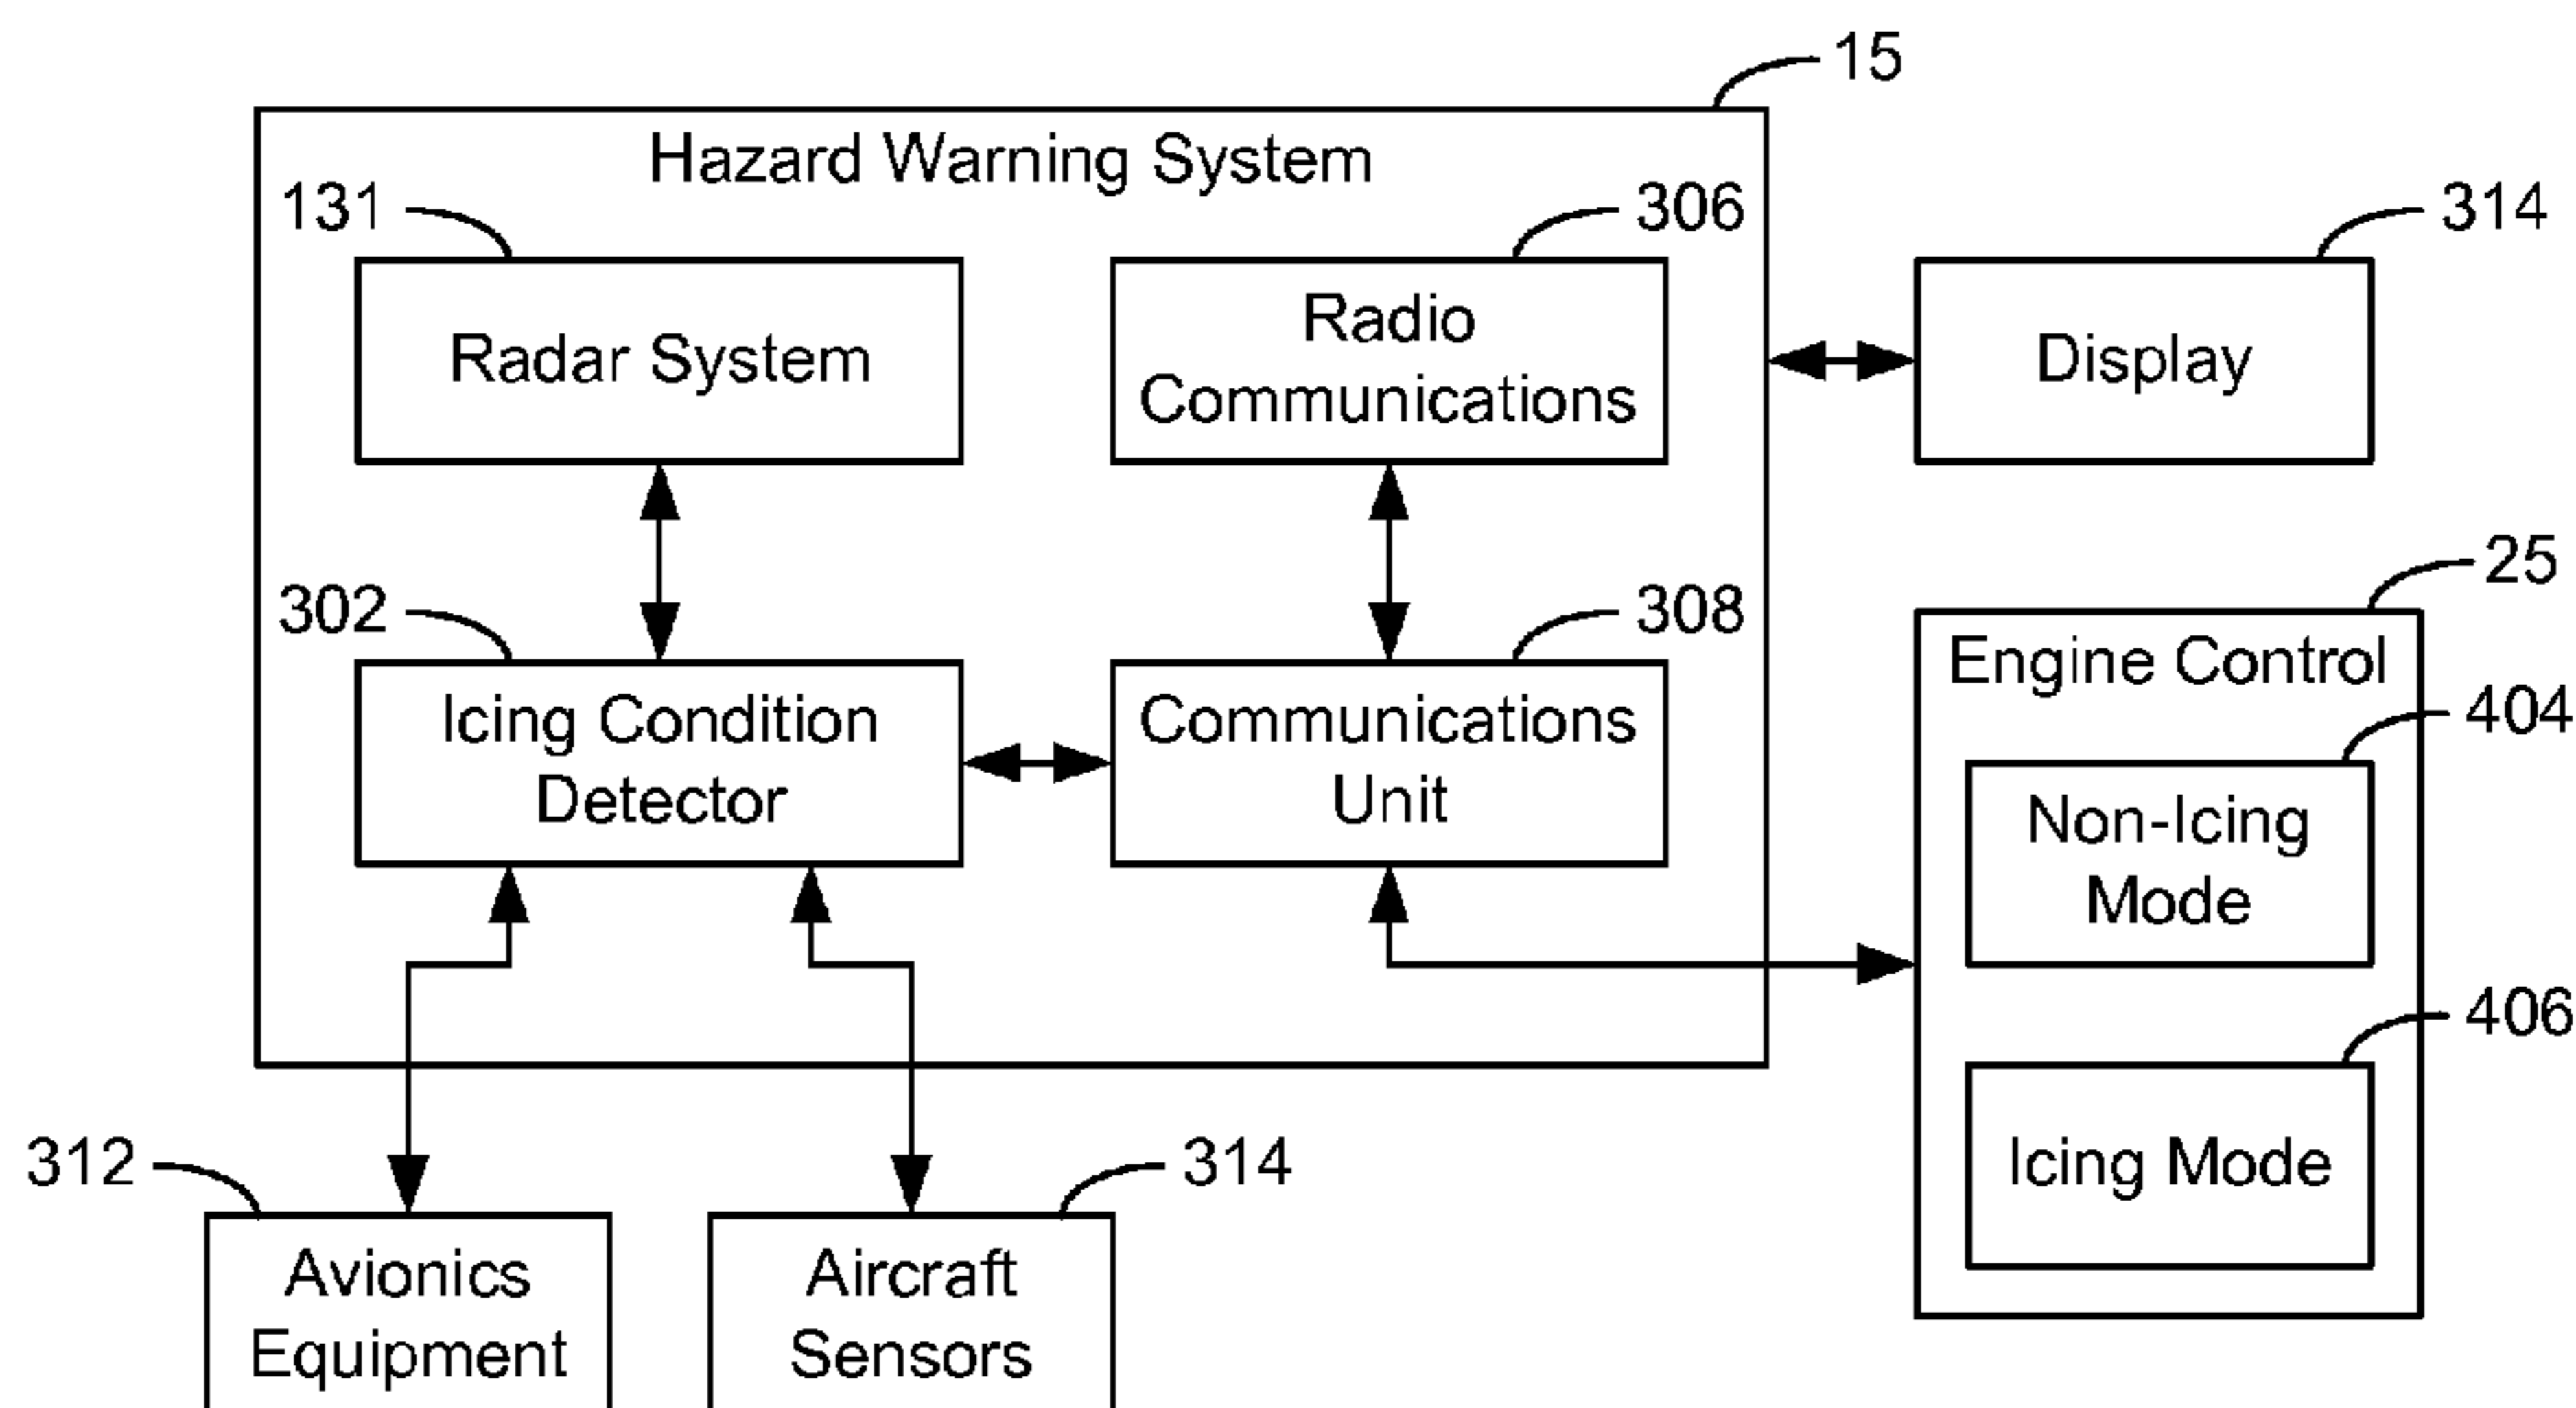 15
Hazard Warning System
131
306
314
Radar System
Radio
Communications
Display
25
302
308
Engine Control
404
Icing Condition
Detector
Communications
Unit
Non-Icing
Mode
406
Icing Mode
312
314
Avionics
Equipment
Aircraft
Sensors